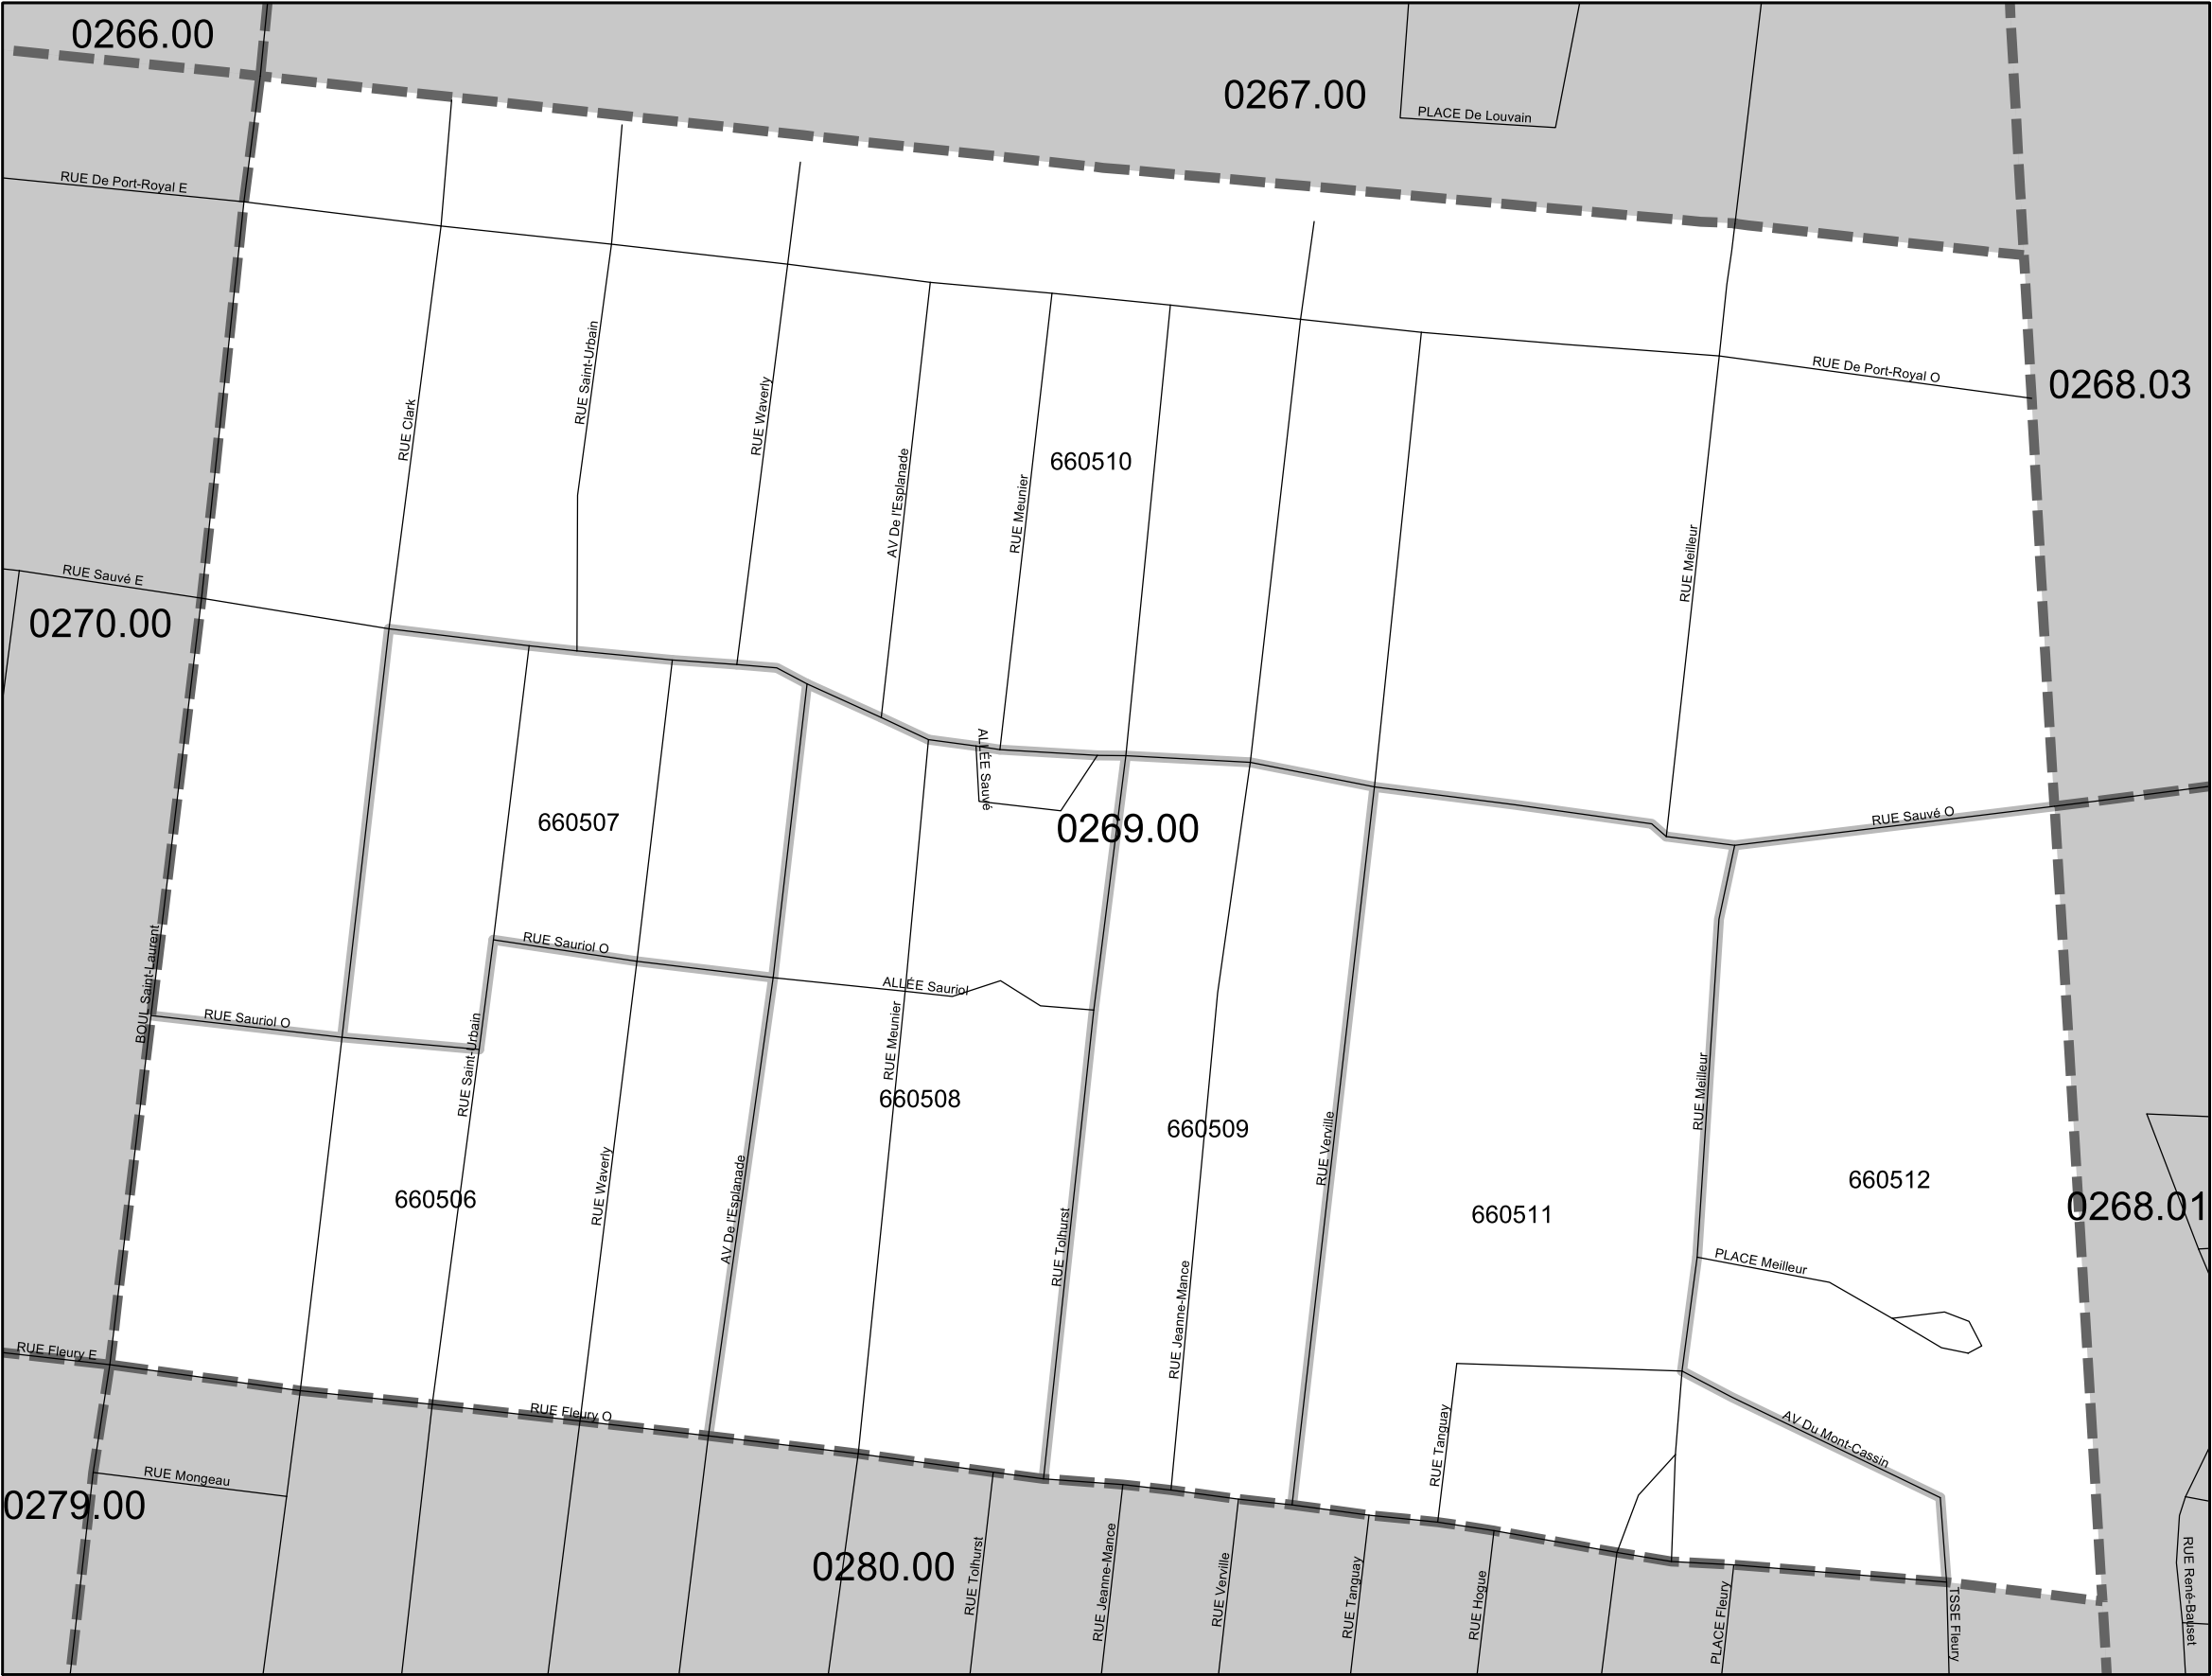 0266.00
0267.00
PLACE De Louvain
RUE De Port-Royal E
RUE De Port-Royal O
0268.03
RUE Clark
RUE Saint-Urbain
RUE Waverly
AV De l'Esplanade
RUE Meunier
660510
RUE Meilleur
RUE Sauvé E
0270.00
ALLÉE Sauvé
0269.00
RUE Sauvé O
660507
BOUL Saint-Laurent
RUE Sauriol O
RUE Sauriol O
ALLÉE Sauriol
RUE Saint-Urbain
RUE Meunier
660508
660509
RUE Verville
RUE Meilleur
660512
660506
RUE Waverly
AV De l'Esplanade
RUE Tolhurst
660511
0268.01
PLACE Meilleur
RUE Jeanne-Mance
RUE Fleury E
RUE Fleury O
RUE Tanguay
AV Du Mont-Cassin
RUE Mongeau
0279.00
0280.00
RUE Tolhurst
RUE Jeanne-Mance
RUE Verville
RUE Tanguay
RUE Hogue
PLACE Fleury
TSSE Fleury
RUE René-Bauset